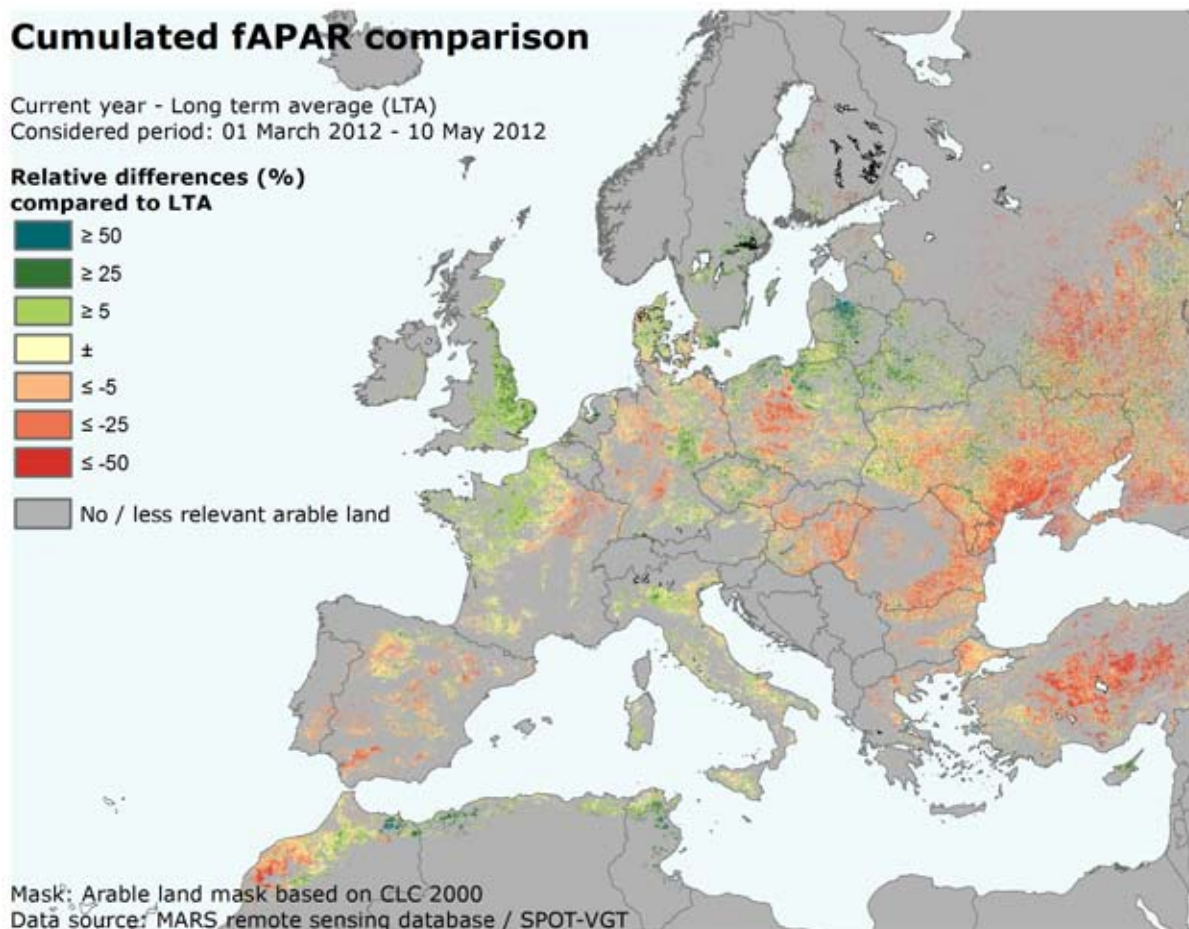 Cumulated fAPAR comparison
Current year - Long term average (LTA)
Considered period: 01 March 2012 - 10 May 2012
Relative differences (%)
compared to LTA
≥ 50
≥ 25
≥ 5
±
≤ -5
≤ -25
≤ -50
No / less relevant arable land
Mask: Arable land mask based on CLC 2000
Data source: MARS remote sensing database / SPOT-VGT